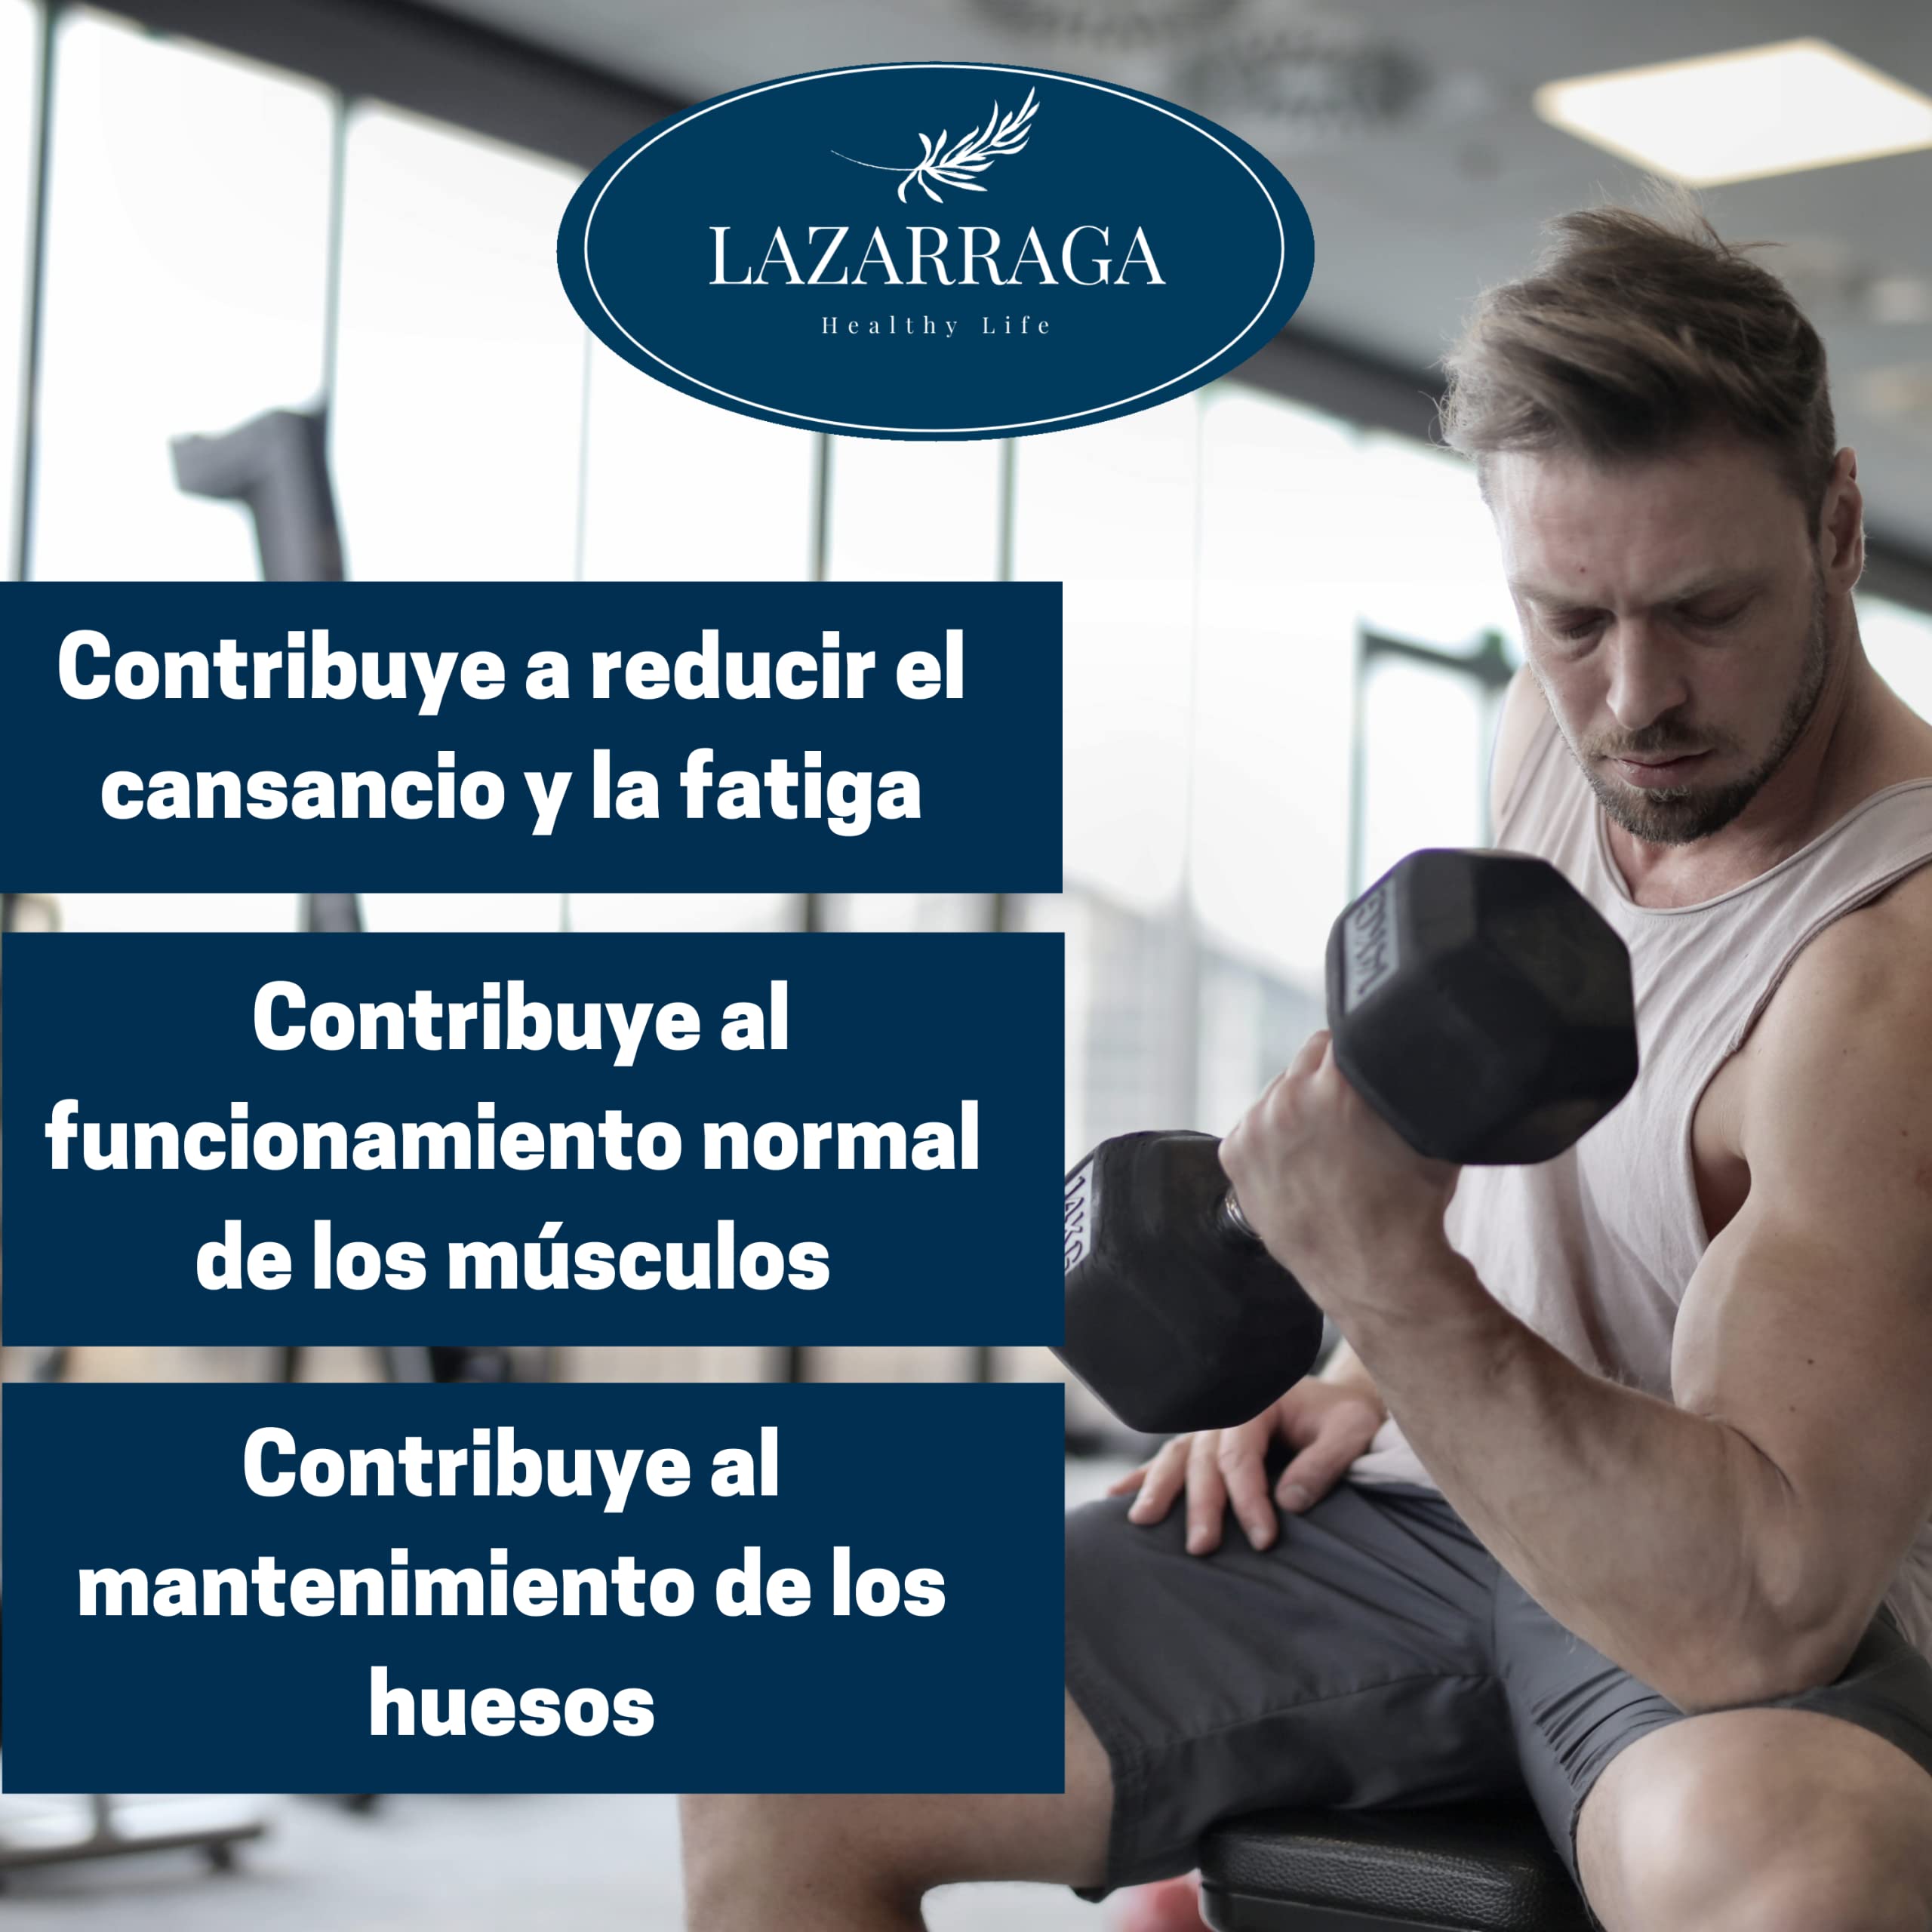 LAZARRAGA
Healthy Life
Contribuye a reducir el
cansancio y la fatiga
Contribuye al
funcionamiento normal
de los músculos
Contribuye al
mantenimiento de los
huesos